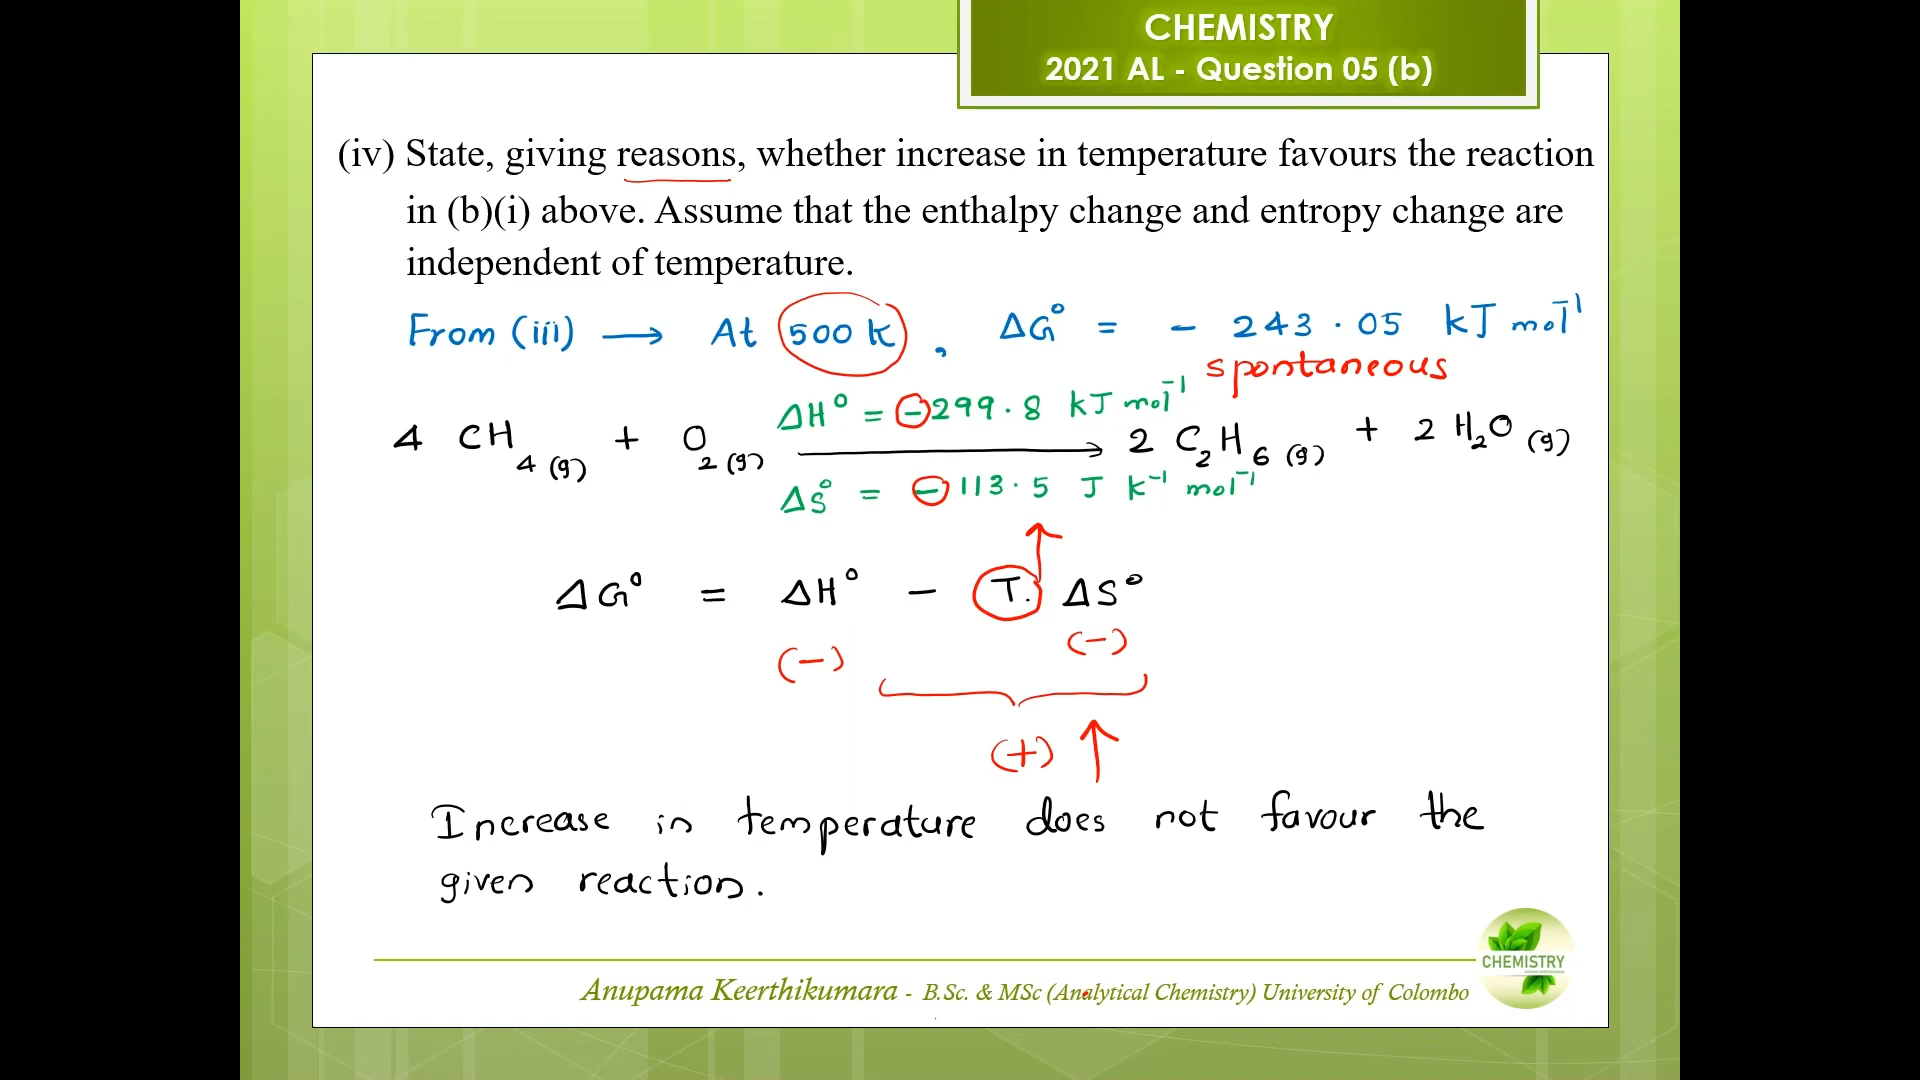 CHEMISTRY
2021 AL - Question 05 (b)
(iv) State, giving reasons, whether increase in temperature favours the reaction
in (b)(i) above. Assume that the enthalpy change and entropy change are
independent of temperature.
From (iii) ⟶ At 500 K , ΔG° = - 243.05 kJ mol⁻¹
spontaneous
ΔH° = -299.8 kJ mol⁻¹
4 CH₄(g) + O₂(g) ⟶ 2 C₂H₆(g) + 2 H₂O(g)
ΔS° = -113.5 J K⁻¹ mol⁻¹
ΔG° = ΔH° - T. ΔS°
(-) (-)
(+) ↑
Increase in temperature does not favour the
given reaction.
CHEMISTRY
Anupama Keerthikumara - B.Sc. & MSc (Analytical Chemistry) University of Colombo